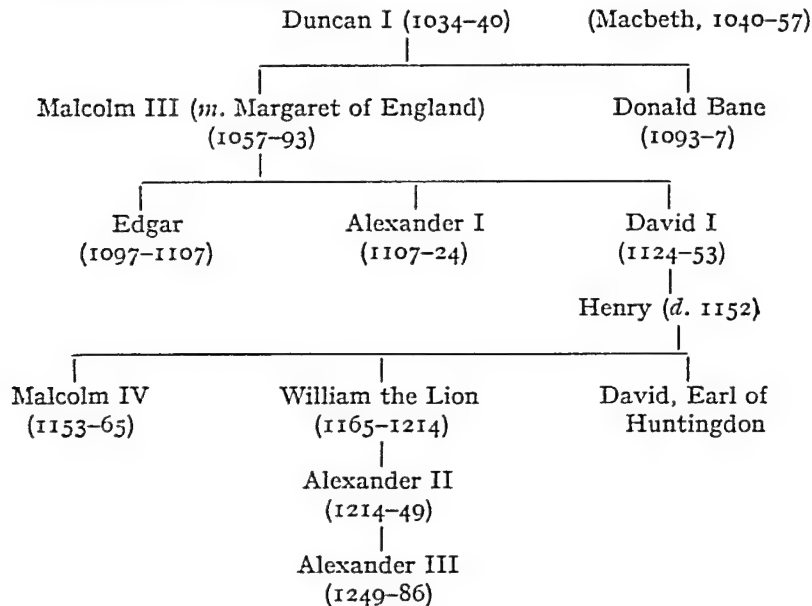 Duncan I (1034–40) (Macbeth, 1040–57)
Malcolm III (m. Margaret of England) Donald Bane
(1057–93) (1093–7)
Edgar Alexander I David I
(1097–1107) (1107–24) (1124–53)
Henry (d. 1152)
Malcolm IV William the Lion David, Earl of
(1153–65) (1165–1214) Huntingdon
Alexander II
(1214–49)
Alexander III
(1249–86)